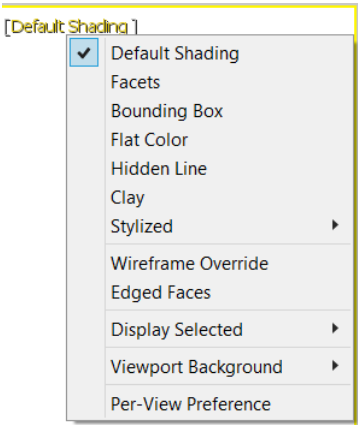 [Default Shading ]
Default Shading
Facets
Bounding Box
Flat Color
Hidden Line
Clay
Stylized
Wireframe Override
Edged Faces
Display Selected
Viewport Background
Per-View Preference